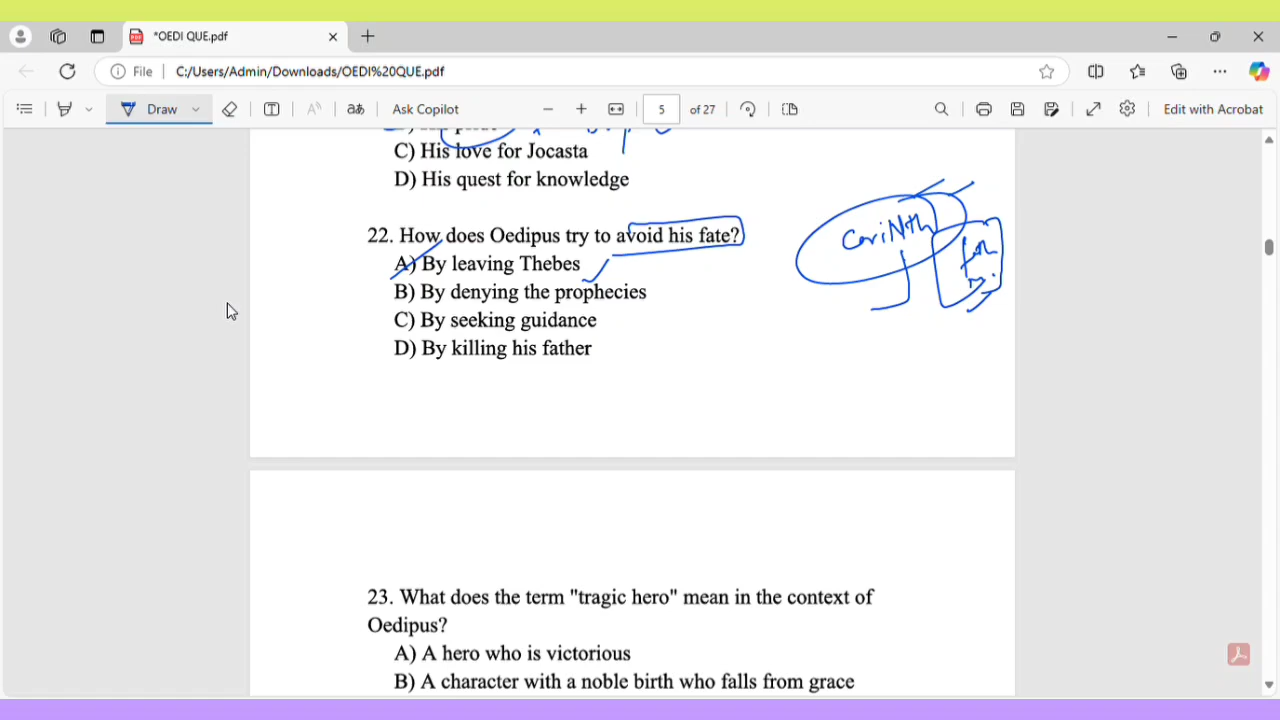 *OEDI QUE.pdf
File C:/Users/Admin/Downloads/OEDI%20QUE.pdf
Draw aあ Ask Copilot 5 of 27 Edit with Acrobat
C) His love for Jocasta
D) His quest for knowledge
22. How does Oedipus try to avoid his fate?
A) By leaving Thebes
B) By denying the prophecies
C) By seeking guidance
D) By killing his father
CoriNth
23. What does the term "tragic hero" mean in the context of
Oedipus?
A) A hero who is victorious
B) A character with a noble birth who falls from grace